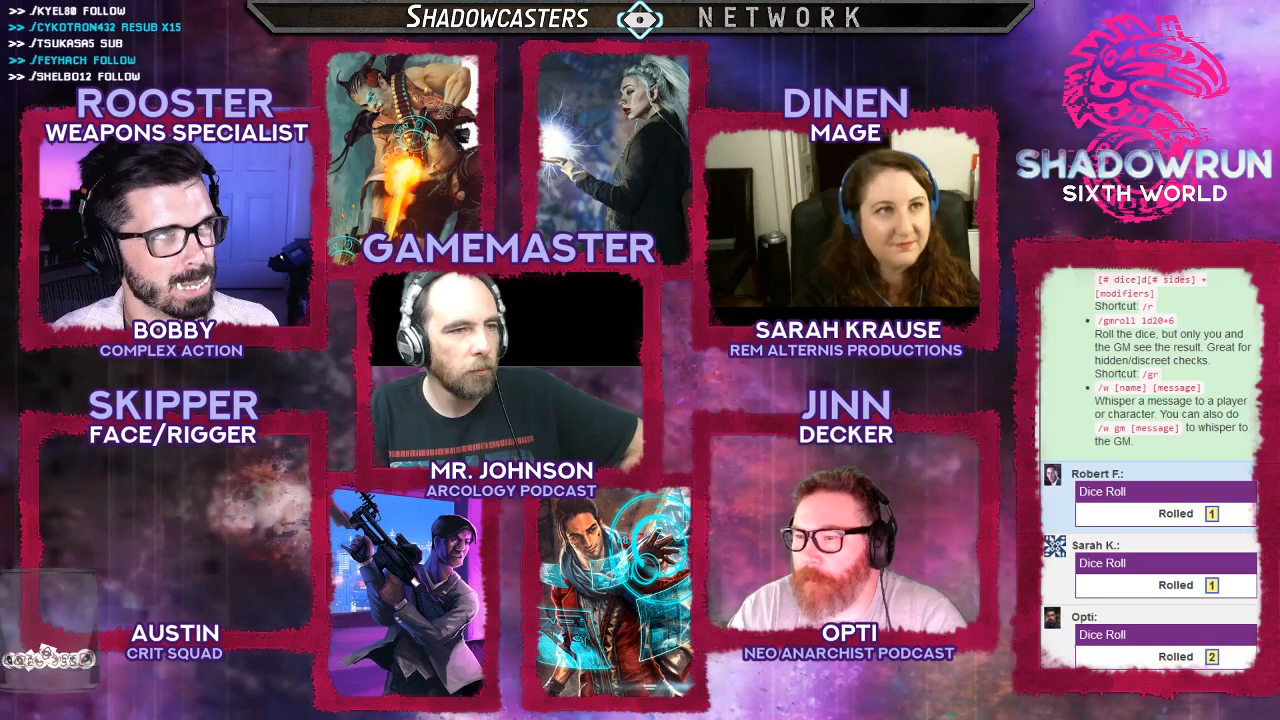 >> ./KYEL80 FOLLOW
>> ./CYKOTRON432 RESUB X15
>> ./TSUKASA5 SUB
>> ./FEYHACH FOLLOW
>> ./SHELBO12 FOLLOW
SHADOWCASTERS NETWORK
ROOSTER
WEAPONS SPECIALIST
BOBBY
COMPLEX ACTION
DINEN
MAGE
SARAH KRAUSE
REM ALTERNIS PRODUCTIONS
GAMEMASTER
MR. JOHNSON
ARCOLOGY PODCAST
SKIPPER
FACE/RIGGER
AUSTIN
CRIT SQUAD
JINN
DECKER
OPTI
NEO ANARCHIST PODCAST
SHADOWRUN
SIXTH WORLD
[# dice]d[# sides] +
[modifiers]
Shortcut: /r
• /gmroll 1d20+6
Roll the dice, but only you and
the GM see the result. Great for
hidden/discreet checks.
Shortcut: /gr
• /w [name] [message]
Whisper a message to a player
or character. You can also do
/w gm [message] to whisper to
the GM.
Robert F.:
Dice Roll
Rolled 1
Sarah K.:
Dice Roll
Rolled 1
Opti:
Dice Roll
Rolled 2